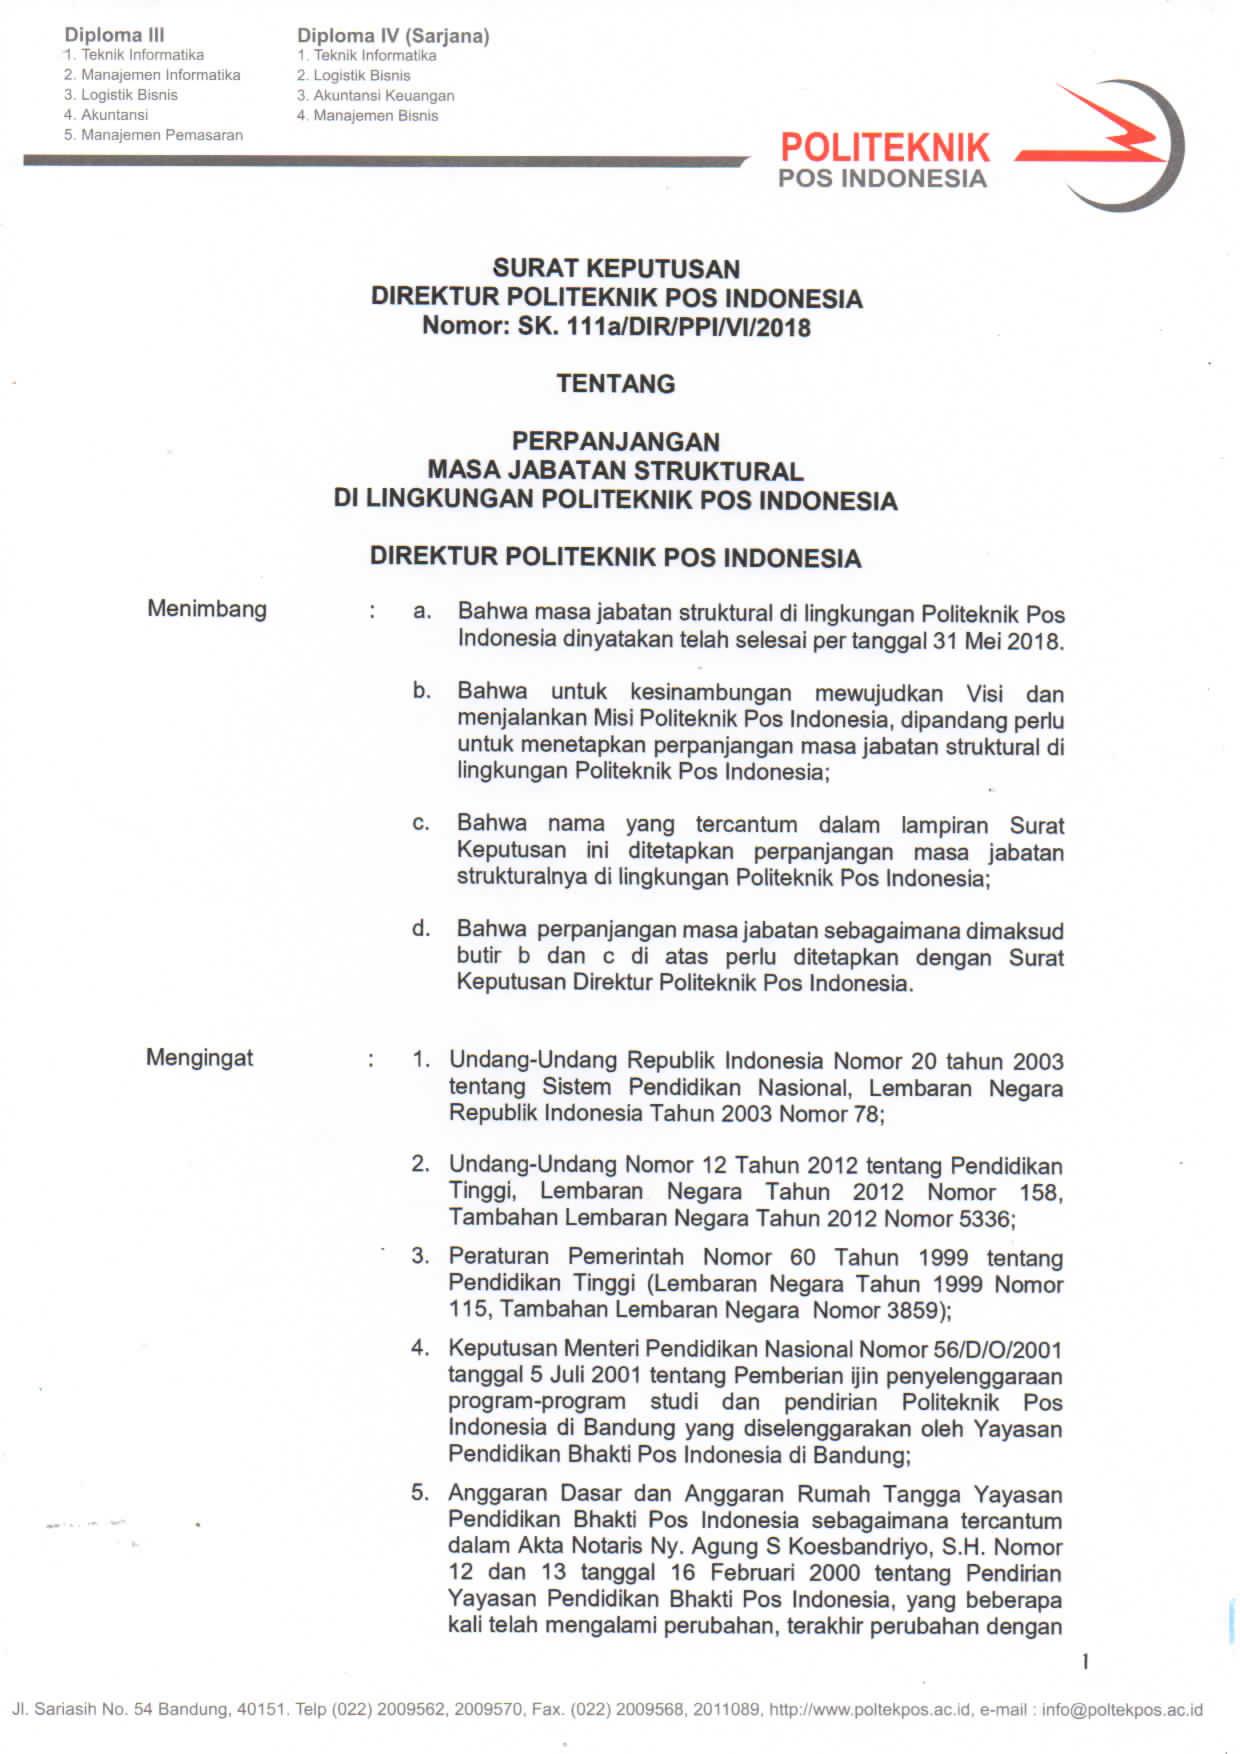 Diploma III
1. Teknik Informatika
2. Manajemen Informatika
3. Logistik Bisnis
4. Akuntansi
5. Manajemen Pemasaran
Diploma IV (Sarjana)
1. Teknik Informatika
2. Logistik Bisnis
3. Akuntansi Keuangan
4. Manajemen Bisnis
POLITEKNIK
POS INDONESIA
SURAT KEPUTUSAN
DIREKTUR POLITEKNIK POS INDONESIA
Nomor: SK. 111a/DIR/PPI/VI/2018
TENTANG
PERPANJANGAN
MASA JABATAN STRUKTURAL
DI LINGKUNGAN POLITEKNIK POS INDONESIA
DIREKTUR POLITEKNIK POS INDONESIA
Menimbang : a. Bahwa masa jabatan struktural di lingkungan Politeknik Pos
Indonesia dinyatakan telah selesai per tanggal 31 Mei 2018.
b. Bahwa untuk kesinambungan mewujudkan Visi dan
menjalankan Misi Politeknik Pos Indonesia, dipandang perlu
untuk menetapkan perpanjangan masa jabatan struktural di
lingkungan Politeknik Pos Indonesia;
c. Bahwa nama yang tercantum dalam lampiran Surat
Keputusan ini ditetapkan perpanjangan masa jabatan
strukturalnya di lingkungan Politeknik Pos Indonesia;
d. Bahwa perpanjangan masa jabatan sebagaimana dimaksud
butir b dan c di atas perlu ditetapkan dengan Surat
Keputusan Direktur Politeknik Pos Indonesia.
Mengingat : 1. Undang-Undang Republik Indonesia Nomor 20 tahun 2003
tentang Sistem Pendidikan Nasional, Lembaran Negara
Republik Indonesia Tahun 2003 Nomor 78;
2. Undang-Undang Nomor 12 Tahun 2012 tentang Pendidikan
Tinggi, Lembaran Negara Tahun 2012 Nomor 158,
Tambahan Lembaran Negara Tahun 2012 Nomor 5336;
3. Peraturan Pemerintah Nomor 60 Tahun 1999 tentang
Pendidikan Tinggi (Lembaran Negara Tahun 1999 Nomor
115, Tambahan Lembaran Negara Nomor 3859);
4. Keputusan Menteri Pendidikan Nasional Nomor 56/D/O/2001
tanggal 5 Juli 2001 tentang Pemberian ijin penyelenggaraan
program-program studi dan pendirian Politeknik Pos
Indonesia di Bandung yang diselenggarakan oleh Yayasan
Pendidikan Bhakti Pos Indonesia di Bandung;
5. Anggaran Dasar dan Anggaran Rumah Tangga Yayasan
Pendidikan Bhakti Pos Indonesia sebagaimana tercantum
dalam Akta Notaris Ny. Agung S Koesbandriyo, S.H. Nomor
12 dan 13 tanggal 16 Februari 2000 tentang Pendirian
Yayasan Pendidikan Bhakti Pos Indonesia, yang beberapa
kali telah mengalami perubahan, terakhir perubahan dengan
1
Jl. Sariasih No. 54 Bandung, 40151. Telp (022) 2009562, 2009570, Fax. (022) 2009568, 2011089, http://www.poltekpos.ac.id, e-mail : info@poltekpos.ac.id